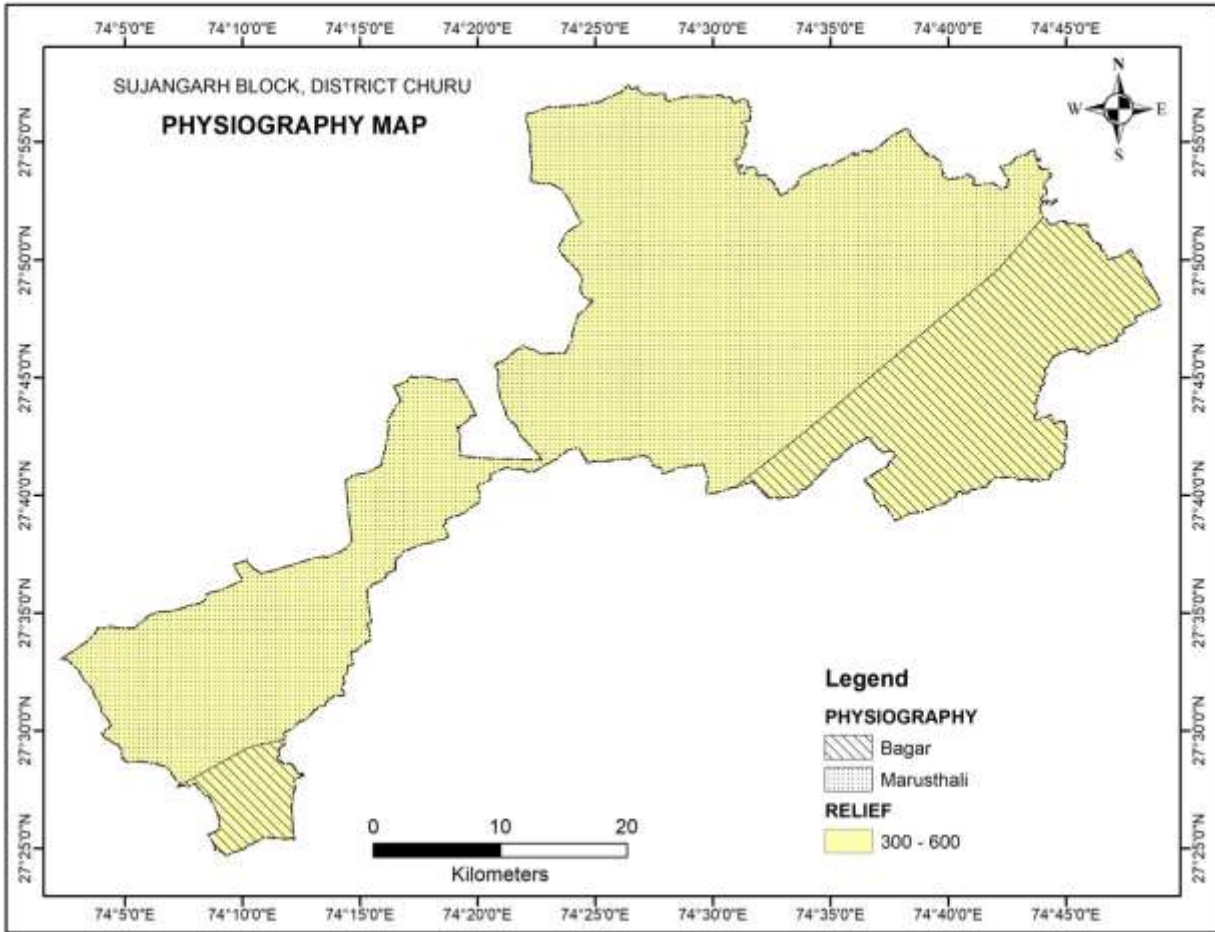 74°5'0"E 74°10'0"E 74°15'0"E 74°20'0"E 74°25'0"E 74°30'0"E 74°35'0"E 74°40'0"E 74°45'0"E
SUJANGARH BLOCK, DISTRICT CHURU
PHYSIOGRAPHY MAP
N
W E
S
27°55'0"N 27°55'0"N
27°50'0"N 27°50'0"N
27°45'0"N 27°45'0"N
27°40'0"N 27°40'0"N
27°35'0"N 27°35'0"N
27°30'0"N 27°30'0"N
27°25'0"N 27°25'0"N
Legend
PHYSIOGRAPHY
Bagar
Marusthali
RELIEF
300 - 600
0 10 20
Kilometers
74°5'0"E 74°10'0"E 74°15'0"E 74°20'0"E 74°25'0"E 74°30'0"E 74°35'0"E 74°40'0"E 74°45'0"E